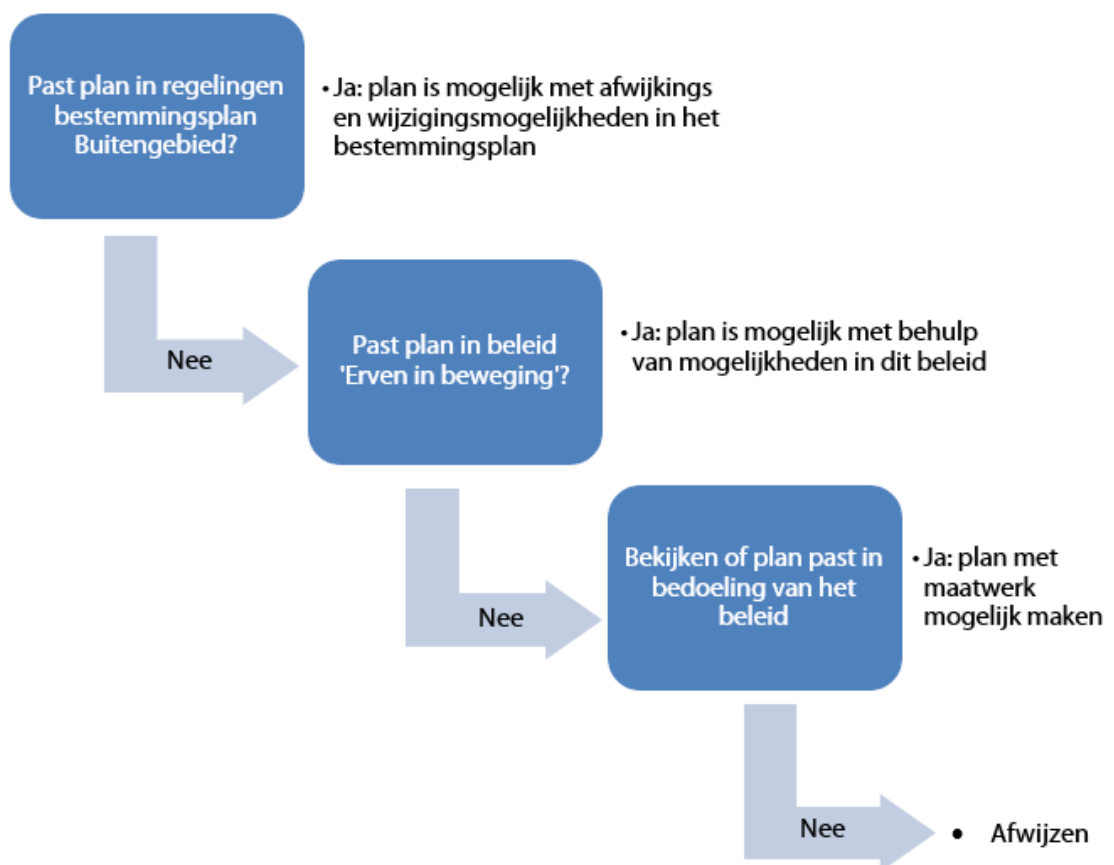 Past plan in regelingen
bestemmingsplan
Buitengebied?
• Ja: plan is mogelijk met afwijkings
en wijzigingsmogelijkheden in het
bestemmingsplan
Nee
Past plan in beleid
'Erven in beweging'?
• Ja: plan is mogelijk met behulp
van mogelijkheden in dit beleid
Nee
Bekijken of plan past in
bedoeling van het
beleid
• Ja: plan met
maatwerk
mogelijk maken
Nee
• Afwijzen